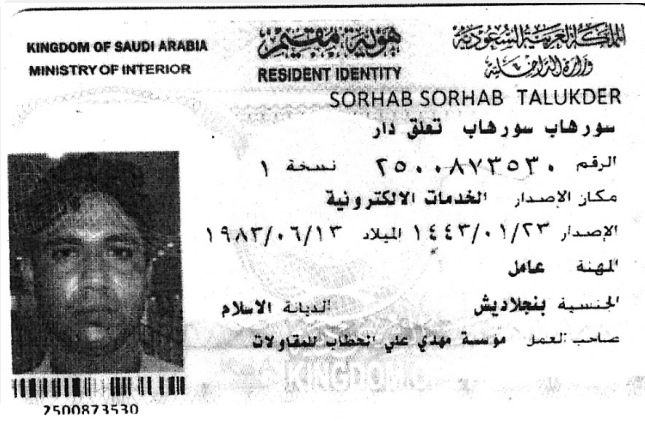 KINGDOM OF SAUDI ARABIA
MINISTRY OF INTERIOR
هوية مقيم
RESIDENT IDENTITY
المملكة العربية السعودية
وزارة الداخلية
SORHAB SORHAB TALUKDER
سورهاب سورهاب تعلق دار
الرقم ٢٥٠٠٨٧٣٥٣٠ نسخة ١
مكان الإصدار الخدمات الالكترونية
الإصدار ١٤٤٣/٠١/٢٣ الميلاد ١٩٨٣/٠٦/١٣
المهنة عامل
الجنسية بنجلاديش الديانة الاسلام
صاحب العمل مؤسسة مهدي علي الحطاب للمقاولات
KINGDOM
2500873530